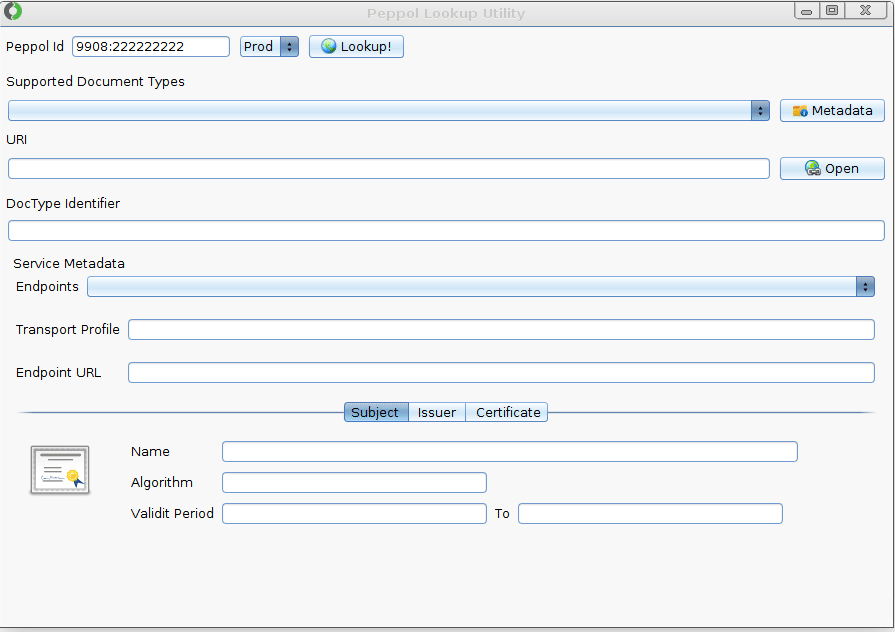 Peppol Lookup Utility
Peppol Id 9908:222222222 Prod Lookup!
Supported Document Types
Metadata
URI
Open
DocType Identifier
Service Metadata
Endpoints
Transport Profile
Endpoint URL
Subject Issuer Certificate
Name
Algorithm
Validit Period To